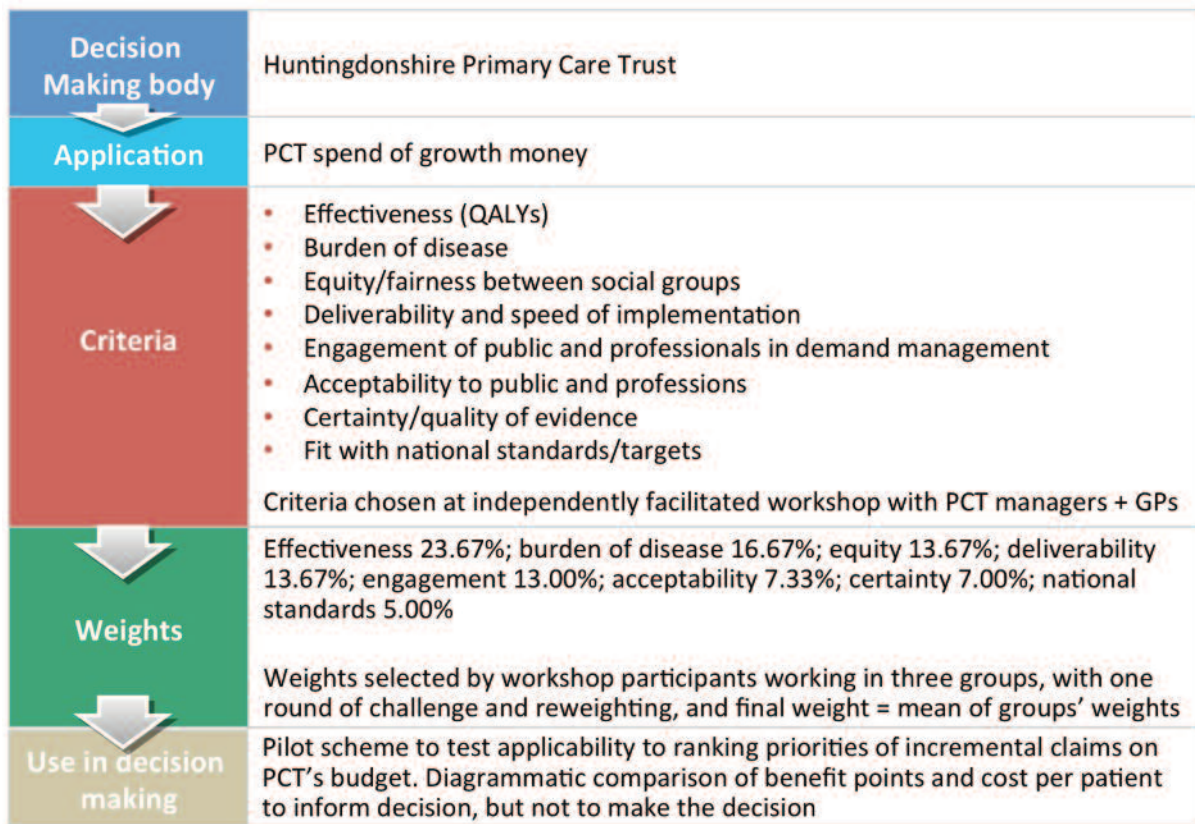 Decision
Making body
Huntingdonshire Primary Care Trust
Application
PCT spend of growth money
Criteria
• Effectiveness (QALYs)
• Burden of disease
• Equity/fairness between social groups
• Deliverability and speed of implementation
• Engagement of public and professionals in demand management
• Acceptability to public and professions
• Certainty/quality of evidence
• Fit with national standards/targets
Criteria chosen at independently facilitated workshop with PCT managers + GPs
Weights
Effectiveness 23.67%; burden of disease 16.67%; equity 13.67%; deliverability
13.67%; engagement 13.00%; acceptability 7.33%; certainty 7.00%; national
standards 5.00%
Weights selected by workshop participants working in three groups, with one
round of challenge and reweighting, and final weight = mean of groups’ weights
Use in decision
making
Pilot scheme to test applicability to ranking priorities of incremental claims on
PCT’s budget. Diagrammatic comparison of benefit points and cost per patient
to inform decision, but not to make the decision